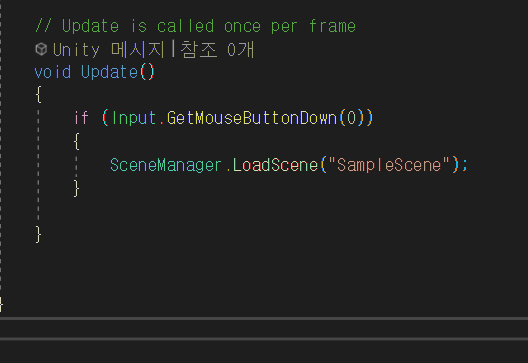 // Update is called once per frame
Unity 메시지|참조 0개
void Update()
{
if (Input.GetMouseButtonDown(0))
{
SceneManager.LoadScene("SampleScene");
}
}
}